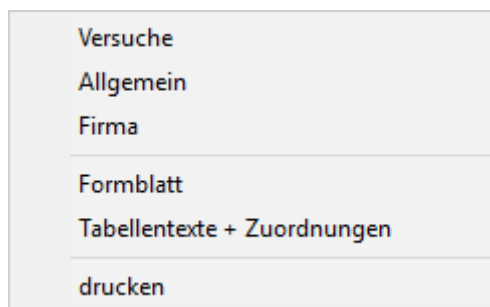 Versuche
Allgemein
Firma
Formblatt
Tabellentexte + Zuordnungen
drucken